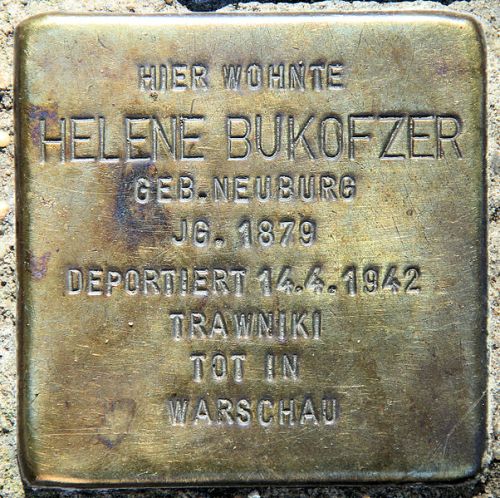 HIER WOHNTE
HELENE BUKOFZER
GEB.NEUBURG
JG. 1879
DEPORTIERT 14.4.1942
TRAWNIKI
TOT IN
WARSCHAU